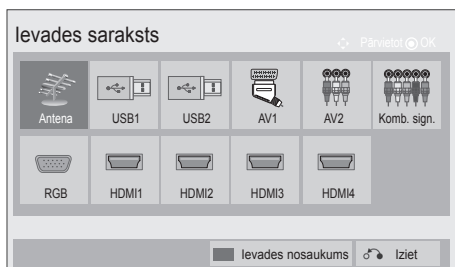 Ievades saraksts
Pārvietot OK
Antena USB1 USB2 AV1 AV2 Komb. sign.
RGB HDMI1 HDMI2 HDMI3 HDMI4
Ievades nosaukums Iziet